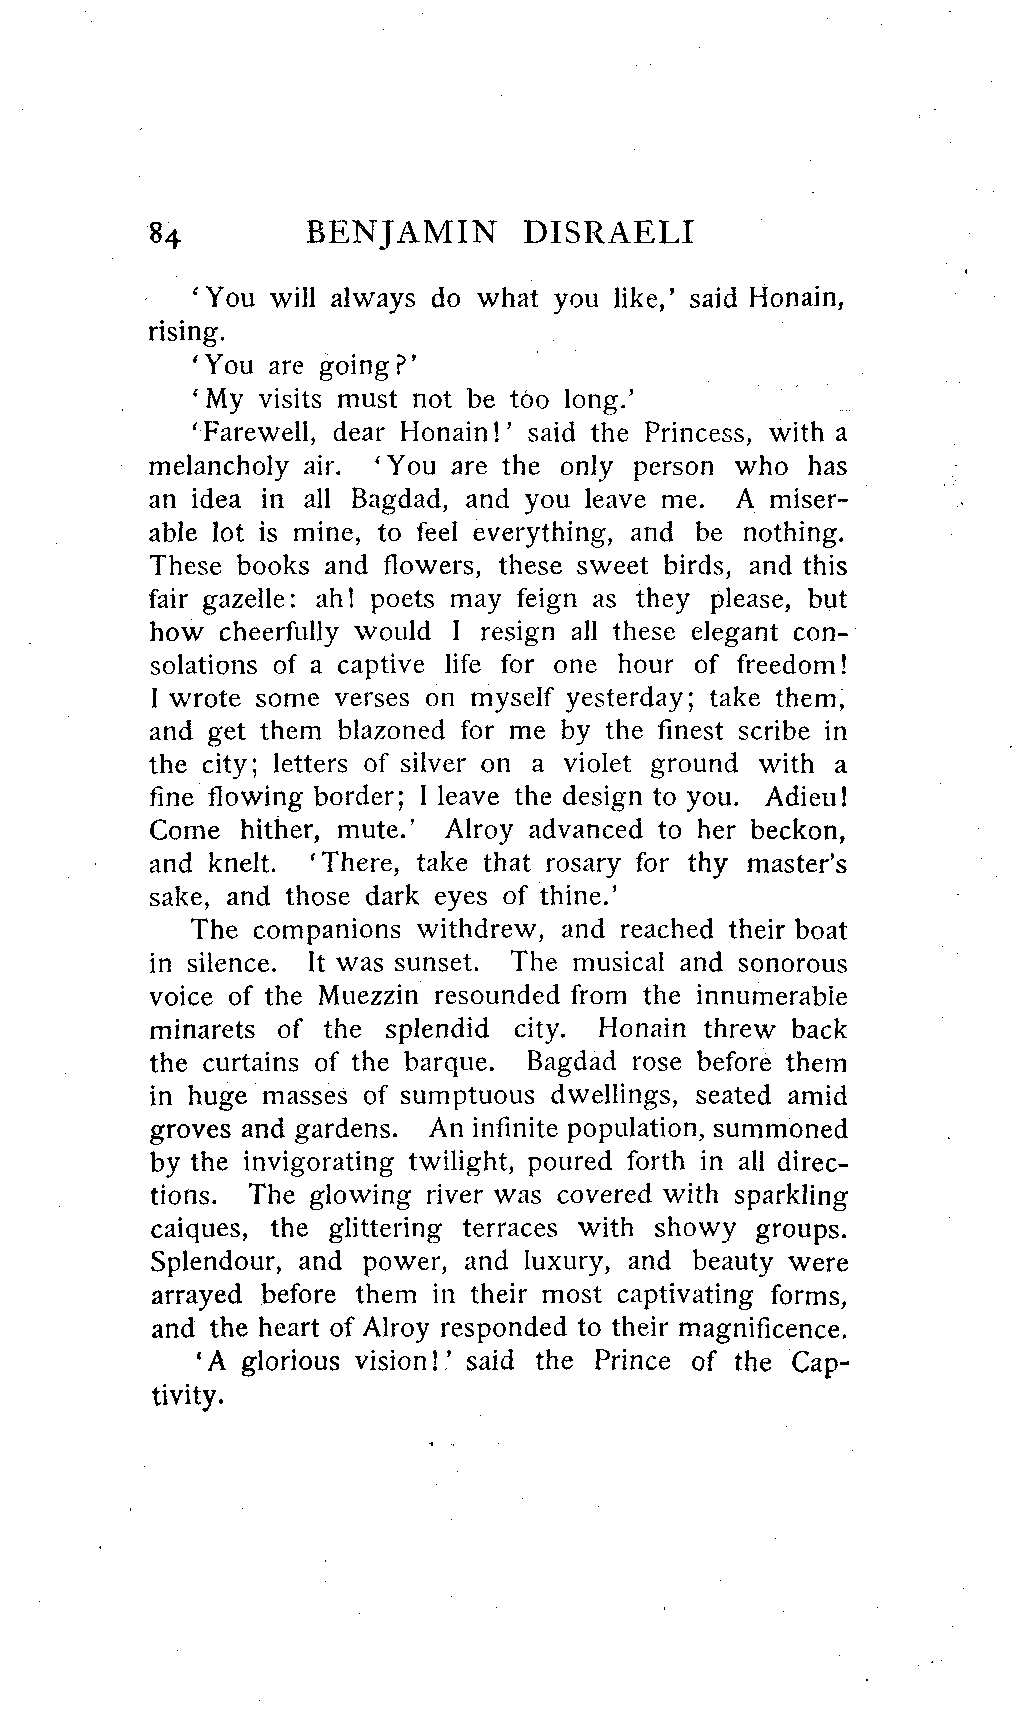 84 BENJAMIN DISRAELI
‘You will always do what you like,’ said Honain,
rising.
‘You are going?’
‘My visits must not be too long.’
‘Farewell, dear Honain!’ said the Princess, with a
melancholy air. ‘You are the only person who has
an idea in all Bagdad, and you leave me. A miser-
able lot is mine, to feel everything, and be nothing.
These books and flowers, these sweet birds, and this
fair gazelle: ah! poets may feign as they please, but
how cheerfully would I resign all these elegant con-
solations of a captive life for one hour of freedom!
I wrote some verses on myself yesterday; take them,
and get them blazoned for me by the finest scribe in
the city; letters of silver on a violet ground with a
fine flowing border; I leave the design to you. Adieu!
Come hither, mute.’ Alroy advanced to her beckon,
and knelt. ‘There, take that rosary for thy master’s
sake, and those dark eyes of thine.’
The companions withdrew, and reached their boat
in silence. It was sunset. The musical and sonorous
voice of the Muezzin resounded from the innumerable
minarets of the splendid city. Honain threw back
the curtains of the barque. Bagdad rose before them
in huge masses of sumptuous dwellings, seated amid
groves and gardens. An infinite population, summoned
by the invigorating twilight, poured forth in all direc-
tions. The glowing river was covered with sparkling
caiques, the glittering terraces with showy groups.
Splendour, and power, and luxury, and beauty were
arrayed before them in their most captivating forms,
and the heart of Alroy responded to their magnificence.
‘A glorious vision!’ said the Prince of the Cap-
tivity.